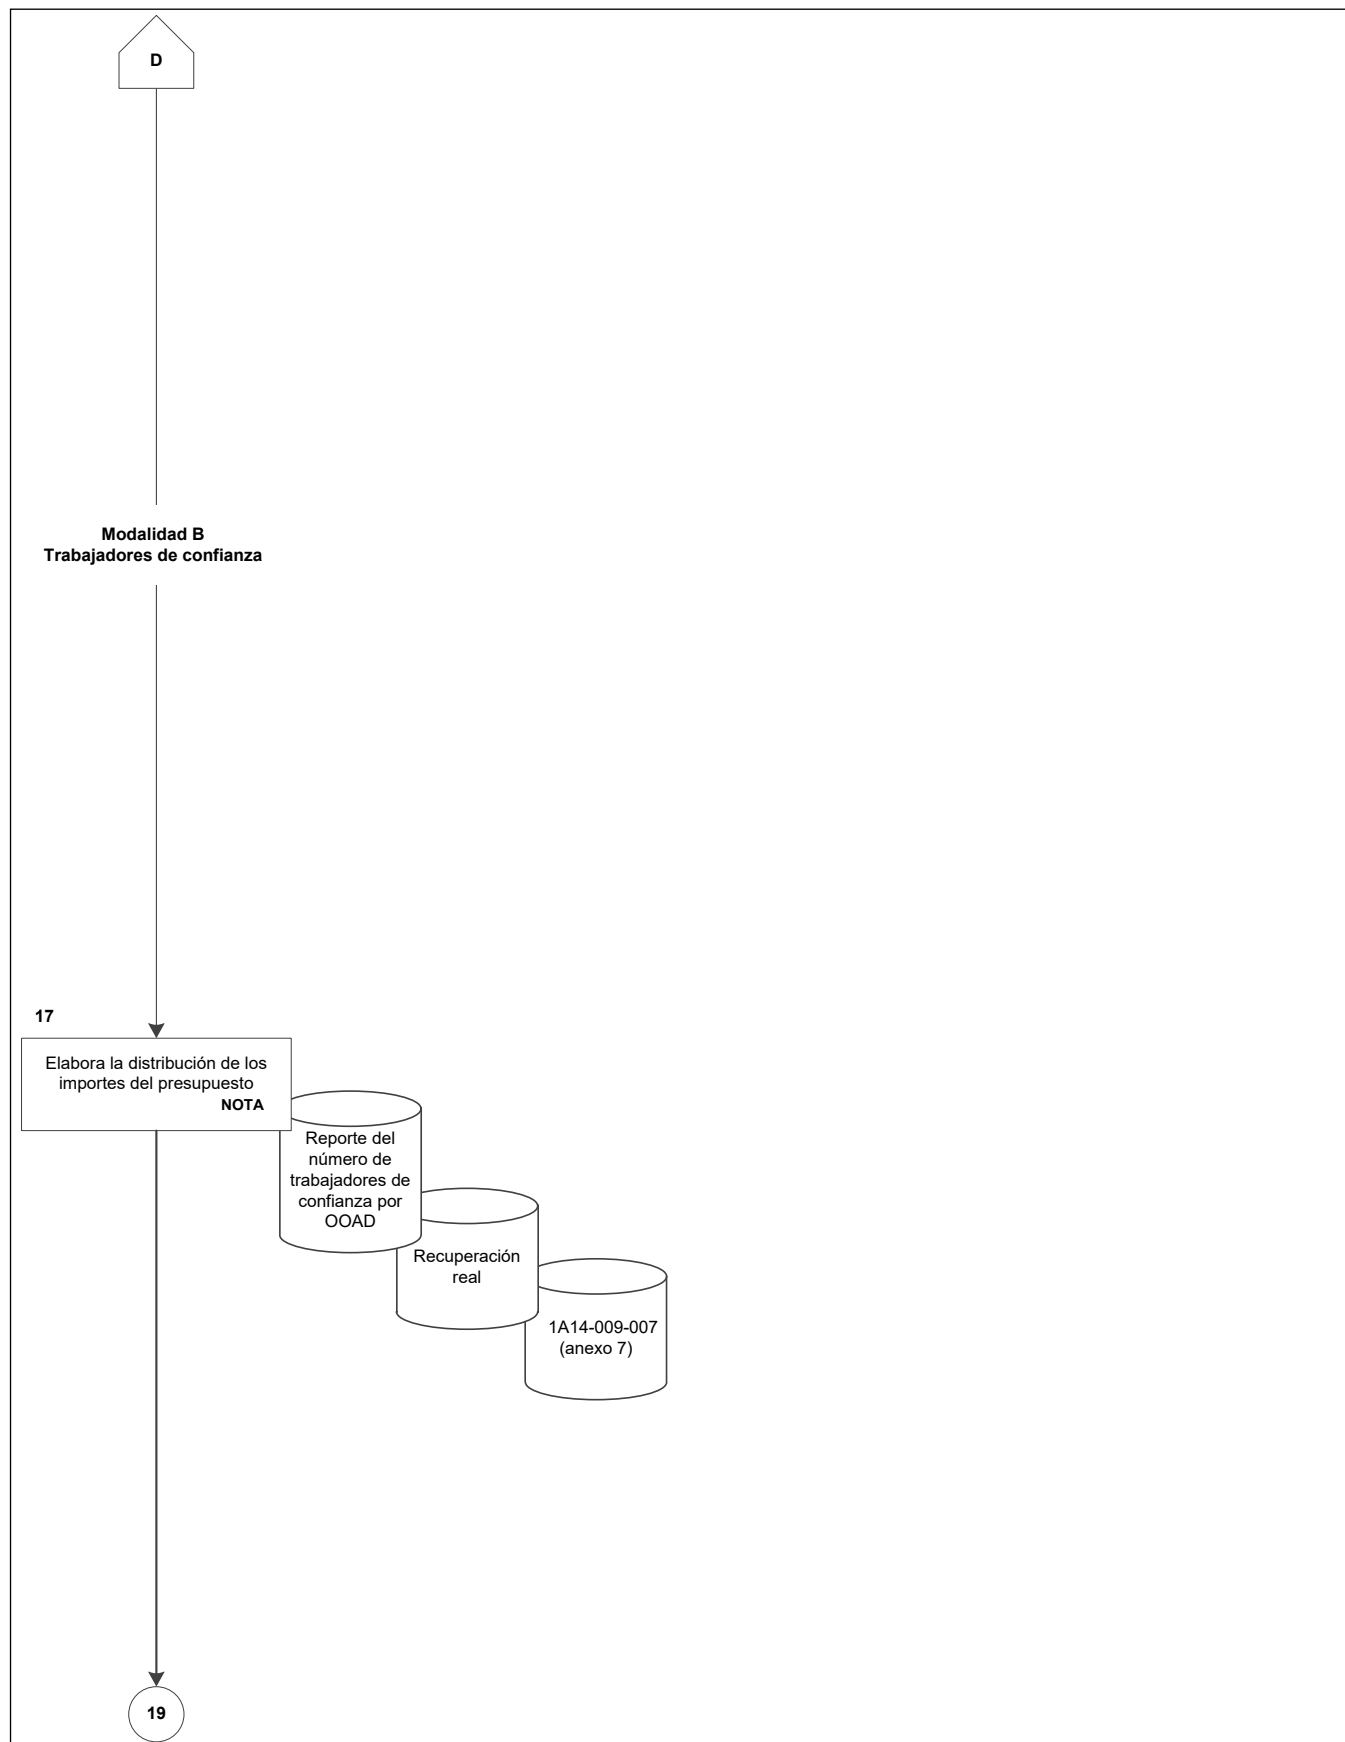 D
Modalidad B
Trabajadores de confianza
17
Elabora la distribución de los
importes del presupuesto
NOTA
Reporte del
número de
trabajadores de
confianza por
OOAD
Recuperación
real
1A14-009-007
(anexo 7)
19